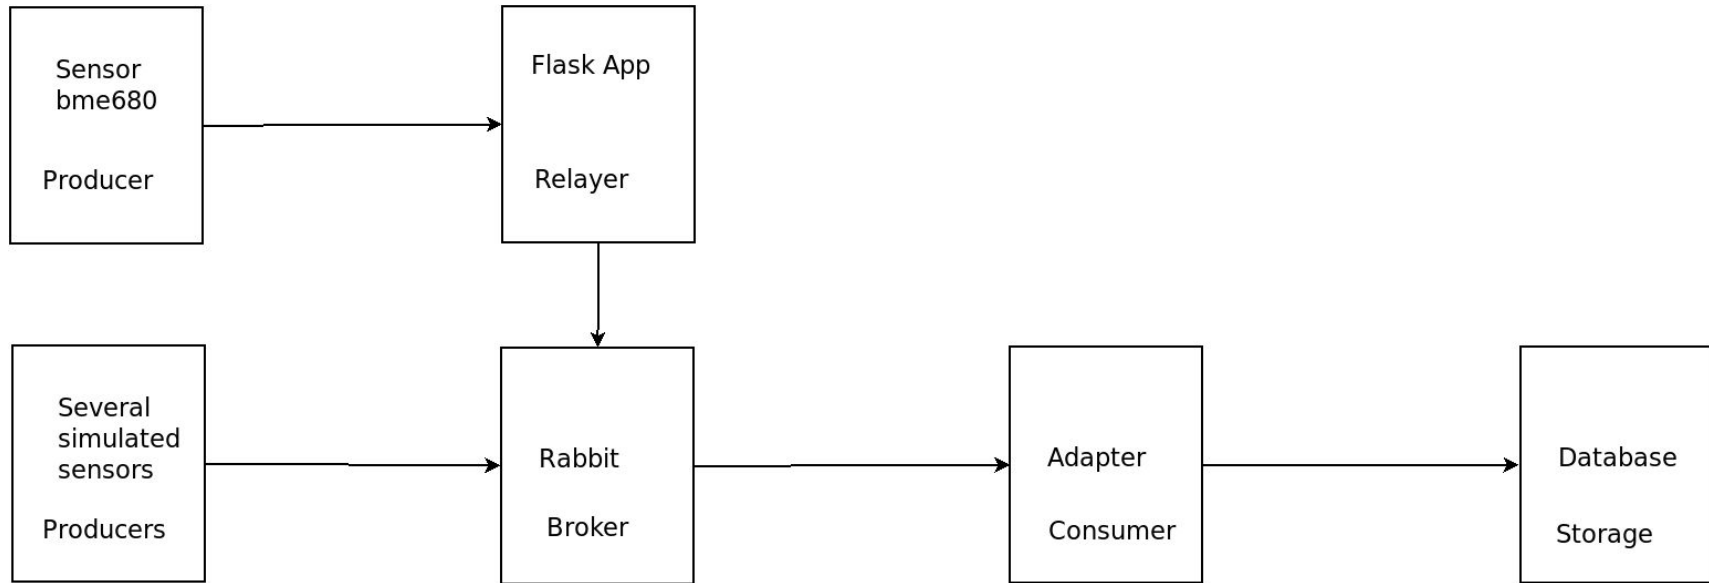 Sensor
bme680
Producer
Flask App
Relayer
Several
simulated
sensors
Producers
Rabbit
Broker
Adapter
Consumer
Database
Storage